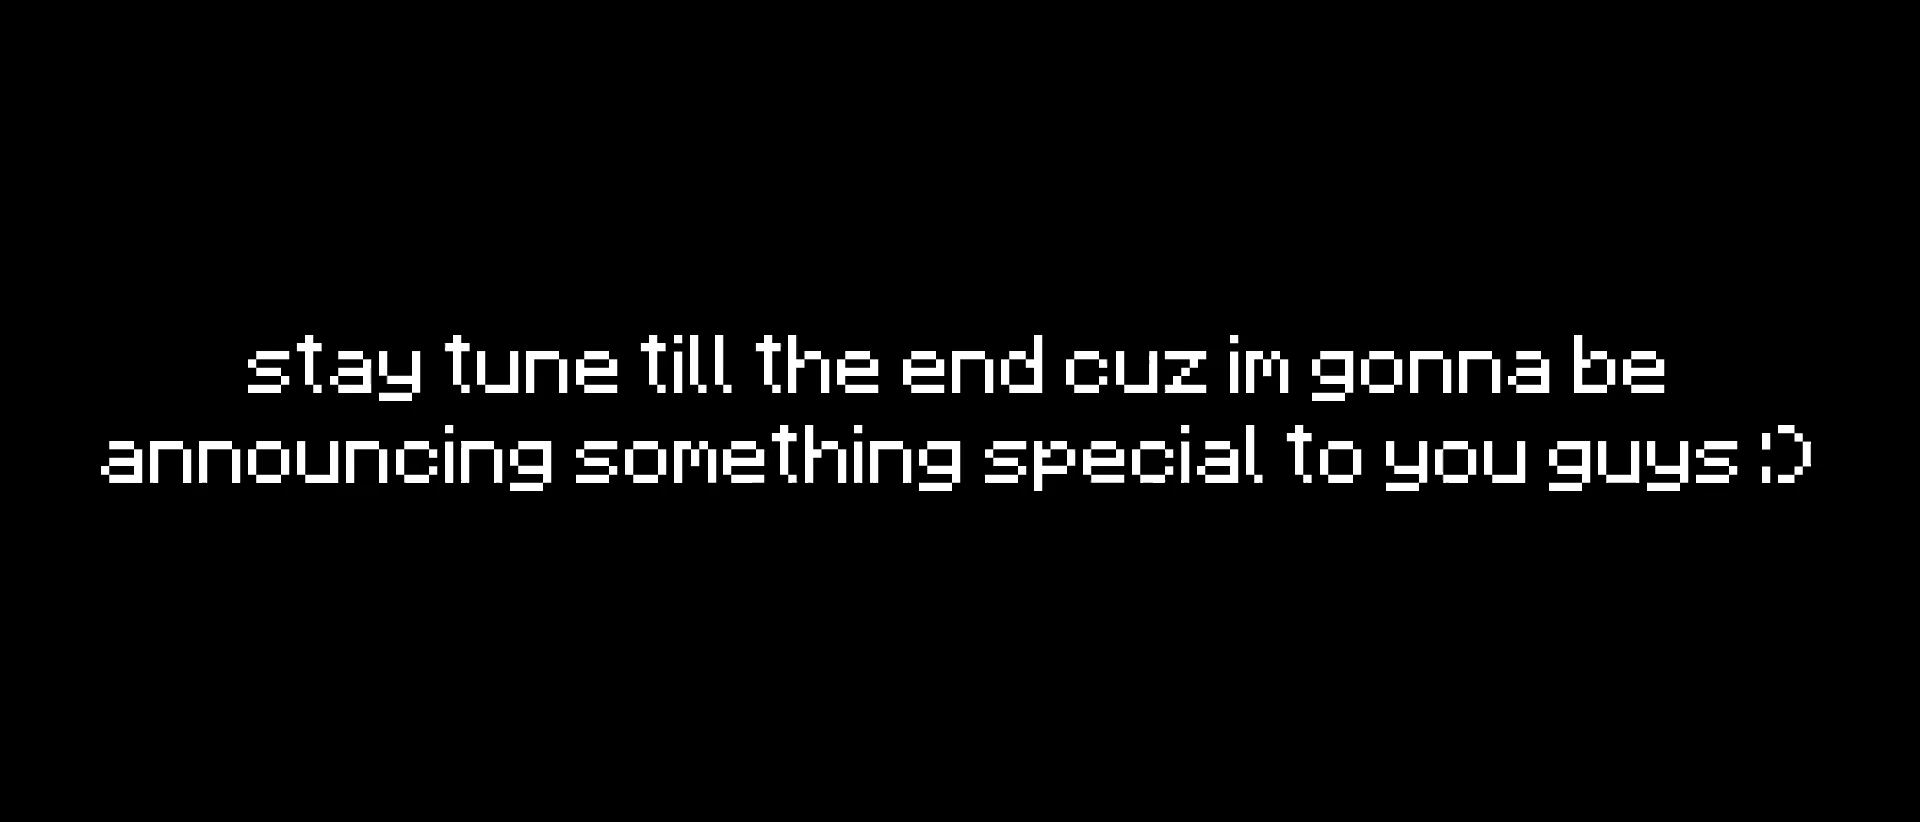 stay tune till the end cuz im gonna be
announcing something special to you guys :)